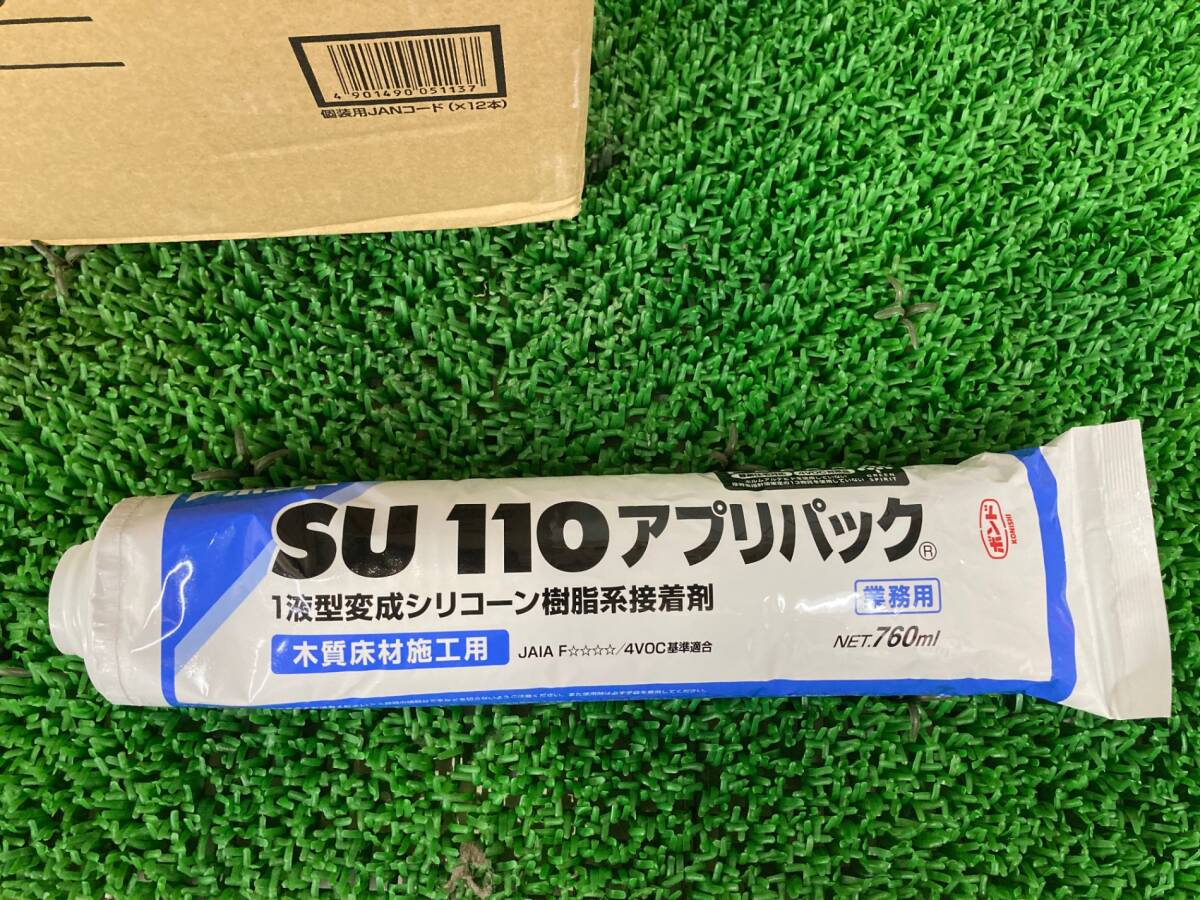 4 901490 051137
個装用JANコード (×12本)
SPIRIT
SU 110 アプリパック®
ボンド
KONISHI
1液型変成シリコーン樹脂系接着剤
業務用
木質床材施工用
JAIA F☆☆☆☆/4VOC基準適合
NET.760ml